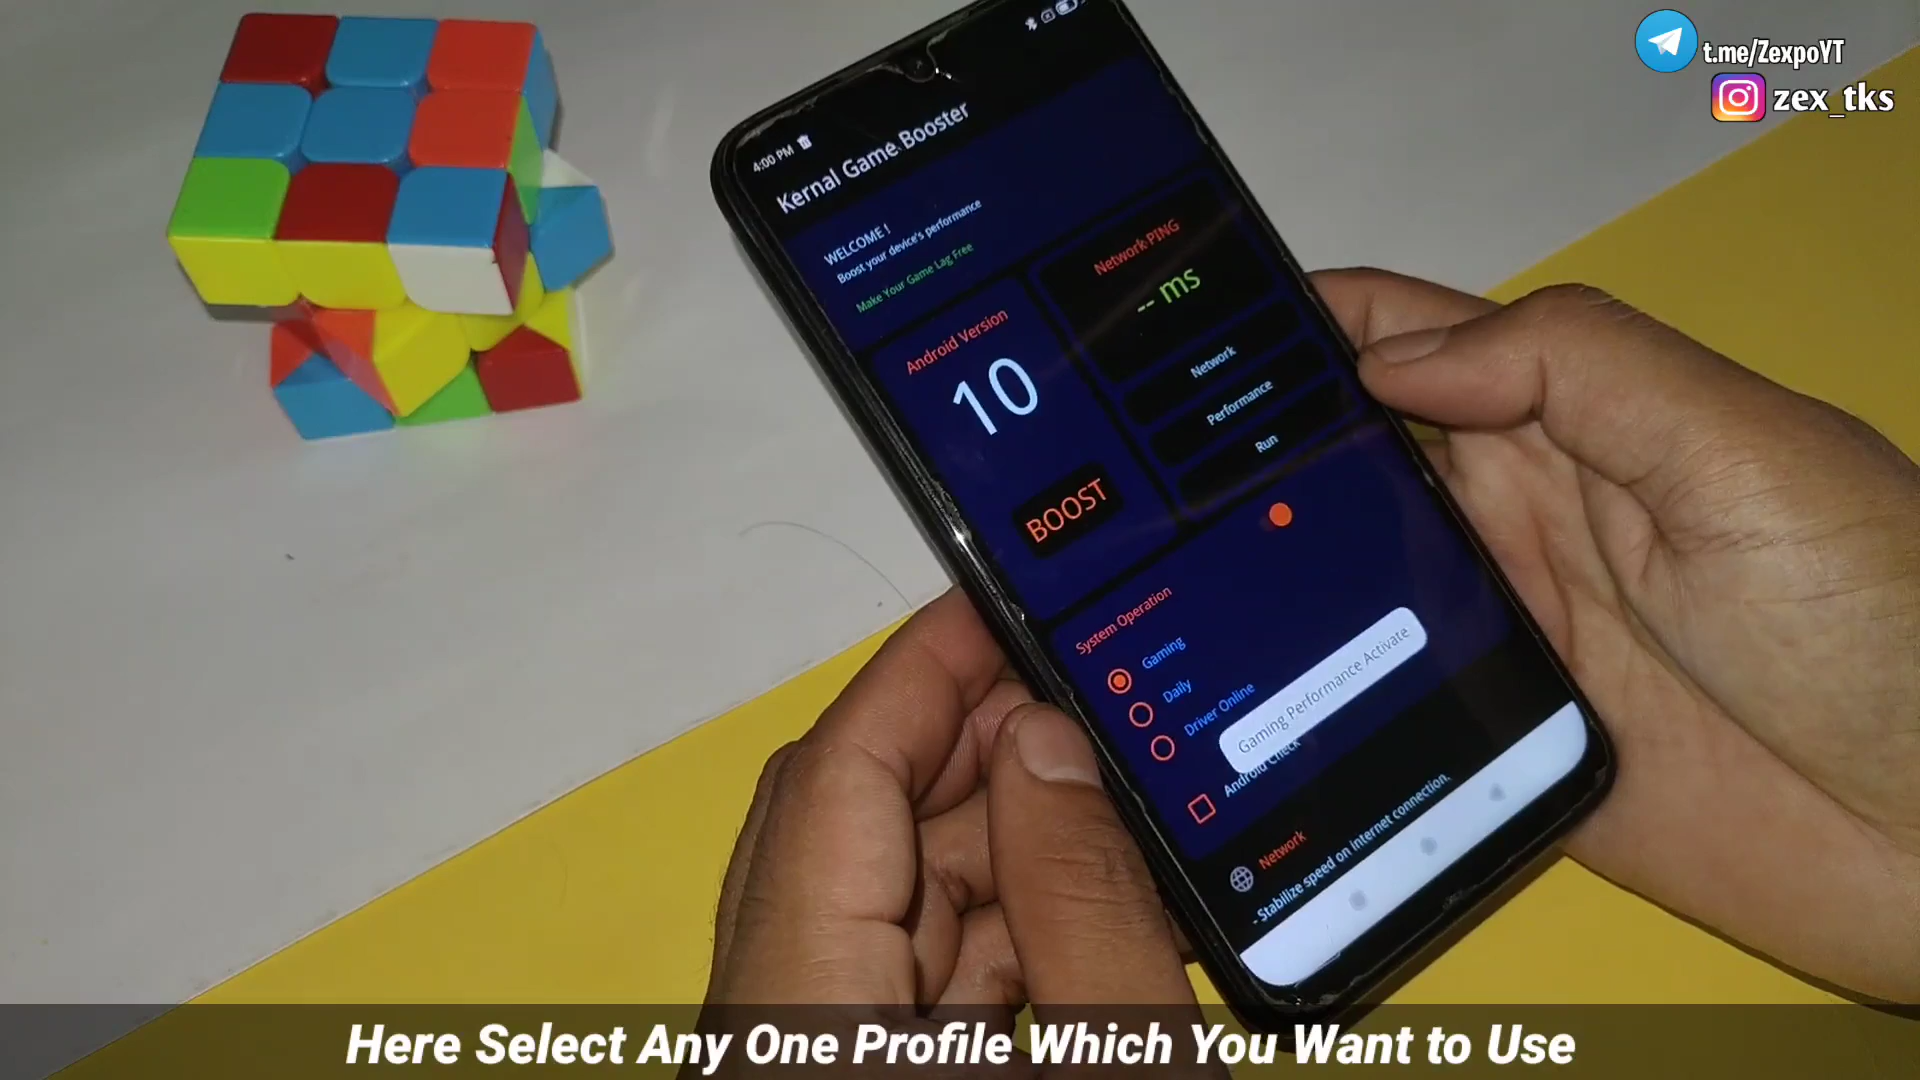 t.me/ZexpoYT
zex_tks
4:00 PM
Kernal Game Booster
WELCOME !
Boost your device's performance
Make Your Game Lag Free
Android Version
10
BOOST
Network PING
-- ms
Network
Performance
Run
System Operation
Gaming
Daily
Driver Online
Android Check
Gaming Performance Activate
Network
- Stabilize speed on internet connection.
Here Select Any One Profile Which You Want to Use